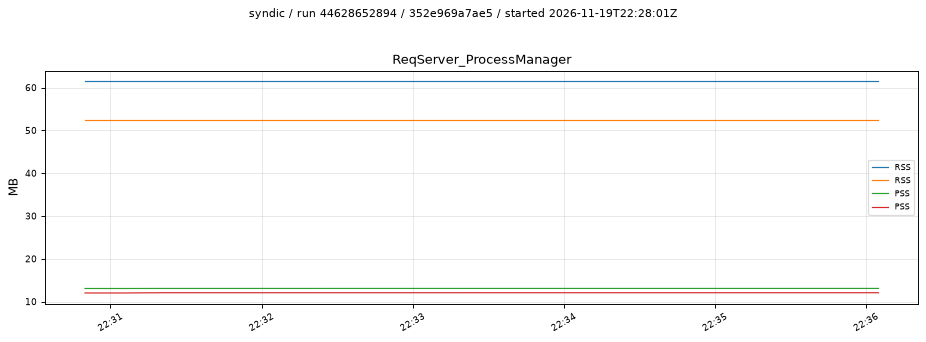 syndic / run 44628652894 / 352e969a7ae5 / started 2026-11-19T22:28:01Z
ReqServer_ProcessManager
MB
60
50
40
30
20
10
RSS
RSS
PSS
PSS
22:31
22:32
22:33
22:34
22:35
22:36